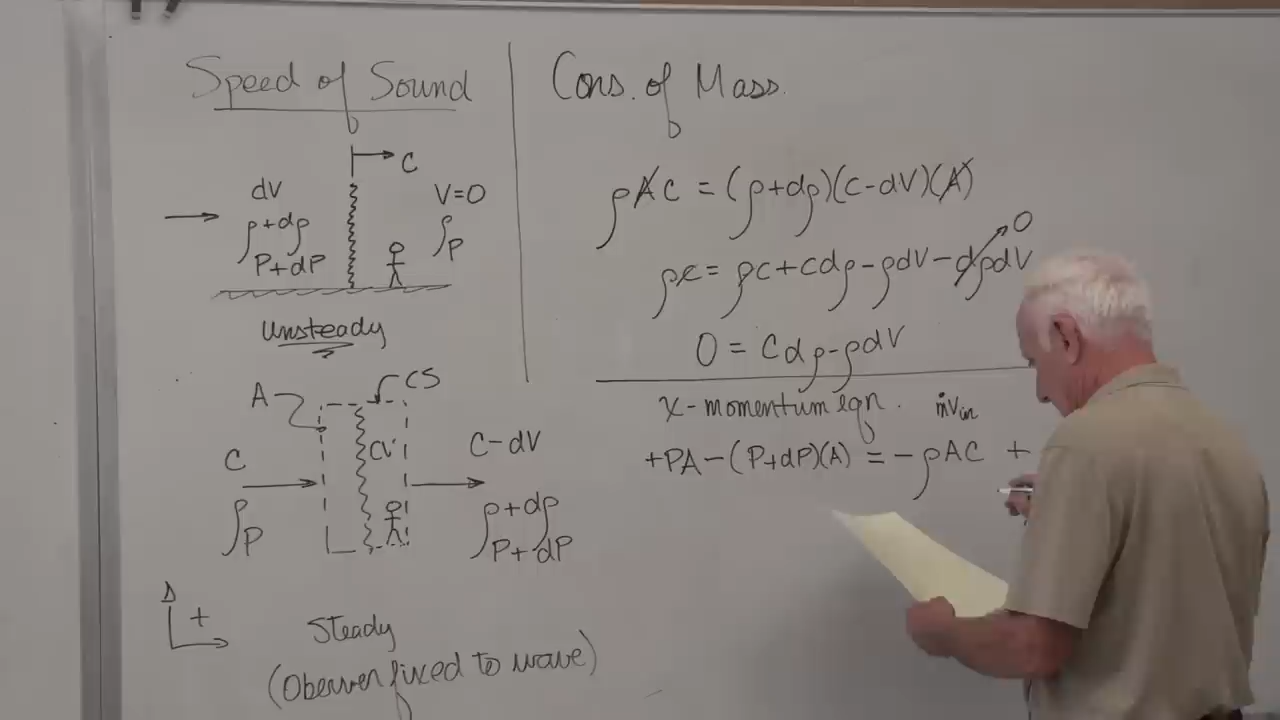 Speed of Sound
C
dV
V=0
ρ+dρ
ρ
P+dP
P
Unsteady
A
CS
CV
C
C-dV
ρ
P
ρ+dρ
P+dP
+
Steady
(Oberver fixed to wave)
Cons. of Mass.
ρAC = (ρ+dρ)(C-dV)(A)
ρc = ρC+Cdρ-ρdV-dρdV
0
0 = Cdρ-ρdV
X-momentum eqn. ṁVin
+PA-(P+dP)(A) = -ρAC +